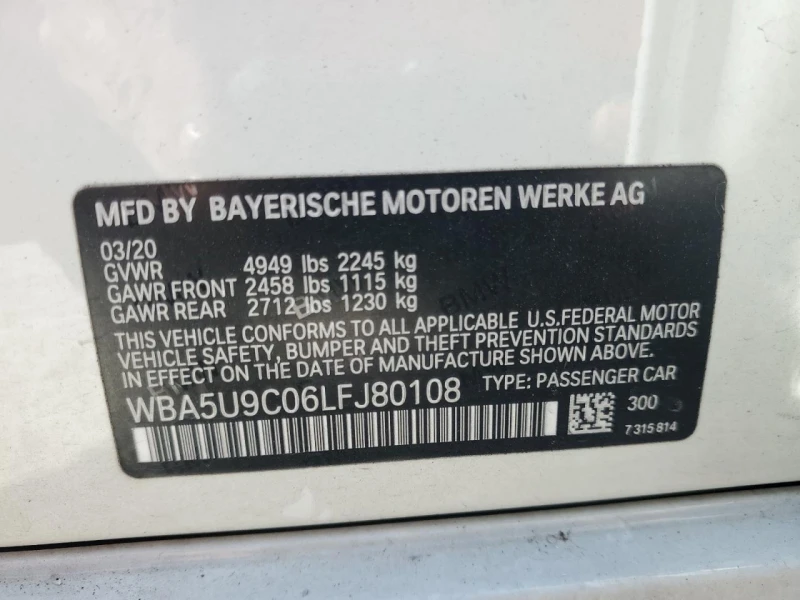 MFD BY BAYERISCHE MOTOREN WERKE AG
03/20
GVWR 4949 lbs 2245 kg
GAWR FRONT 2458 lbs 1115 kg
GAWR REAR 2712 lbs 1230 kg
THIS VEHICLE CONFORMS TO ALL APPLICABLE U.S.FEDERAL MOTOR
VEHICLE SAFETY, BUMPER AND THEFT PREVENTION STANDARDS
IN EFFECT ON THE DATE OF MANUFACTURE SHOWN ABOVE.
WBA5U9C06LFJ80108 TYPE: PASSENGER CAR
300
7 315 814